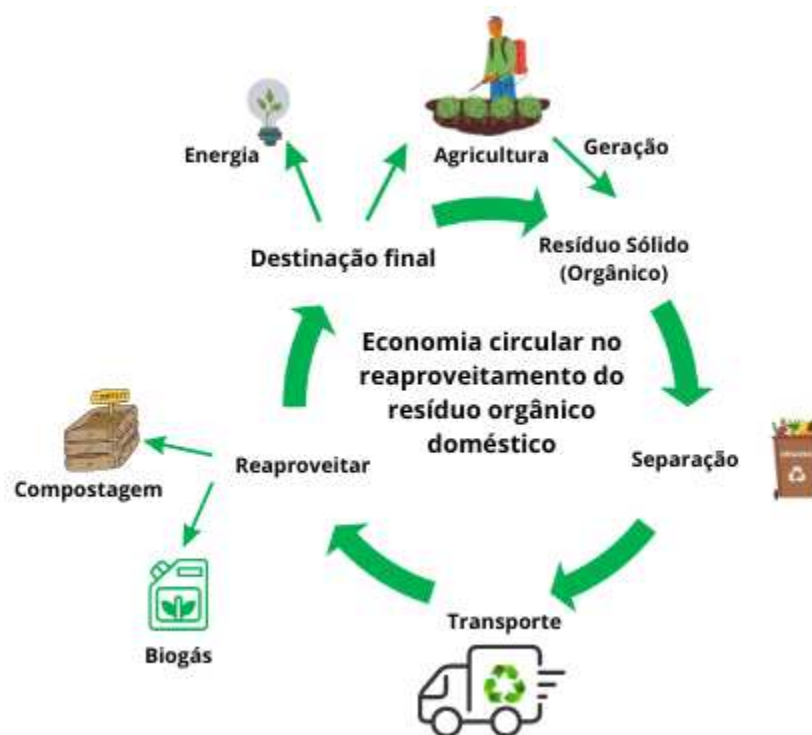 Energia
Agricultura
Geração
Destinação final
Resíduo Sólido
(Orgânico)
Economia circular no
reaproveitamento do
resíduo orgânico
doméstico
Separação
Reaproveitar
Compostagem
Biogás
Transporte